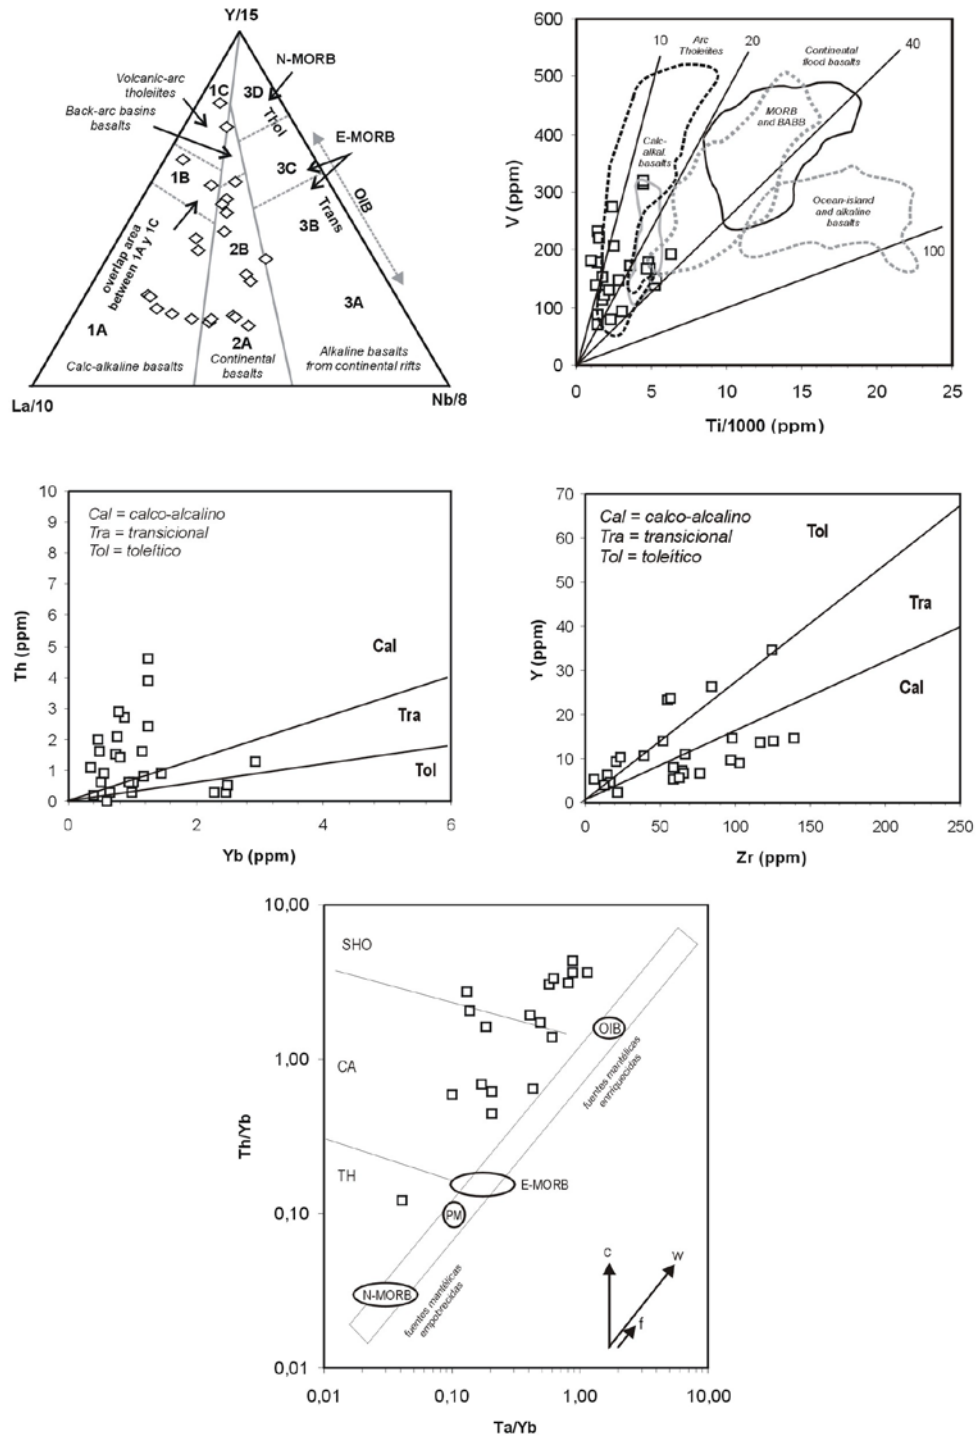 Y/15
N-MORB
Volcanic-arc
tholeiites
1C
3D
Back-arc basins
basalts
Thol
E-MORB
1B
3C
OIB
Trans
3B
overlap area
between 1A y 1C
2B
3A
1A
2A
Calc-alkaline basalts
Continental
basalts
Alkaline basalts
from continental rifts
La/10
Nb/8
600
500
400
300
200
100
0
V (ppm)
10
Arc
Tholeiites
20
Continental
flood basalts
40
MORB
and BABB
Calc-
alkal.
basalts
Ocean-island
and alkaline
basalts
100
0
5
10
15
20
25
Ti/1000 (ppm)
10
9
8
7
6
5
4
3
2
1
0
Th (ppm)
Cal = calco-alcalino
Tra = transicional
Tol = toleítico
Cal
Tra
Tol
0
2
4
6
Yb (ppm)
70
60
50
40
30
20
10
0
Y (ppm)
Cal = calco-alcalino
Tra = transicional
Tol = toleítico
Tol
Tra
Cal
0
50
100
150
200
250
Zr (ppm)
10,00
1,00
0,10
0,01
Th/Yb
SHO
CA
TH
OIB
fuentes mantélicas
enriquecidas
E-MORB
PM
N-MORB
fuentes mantélicas
empobrecidas
c
w
f
0,01
0,10
1,00
10,00
Ta/Yb